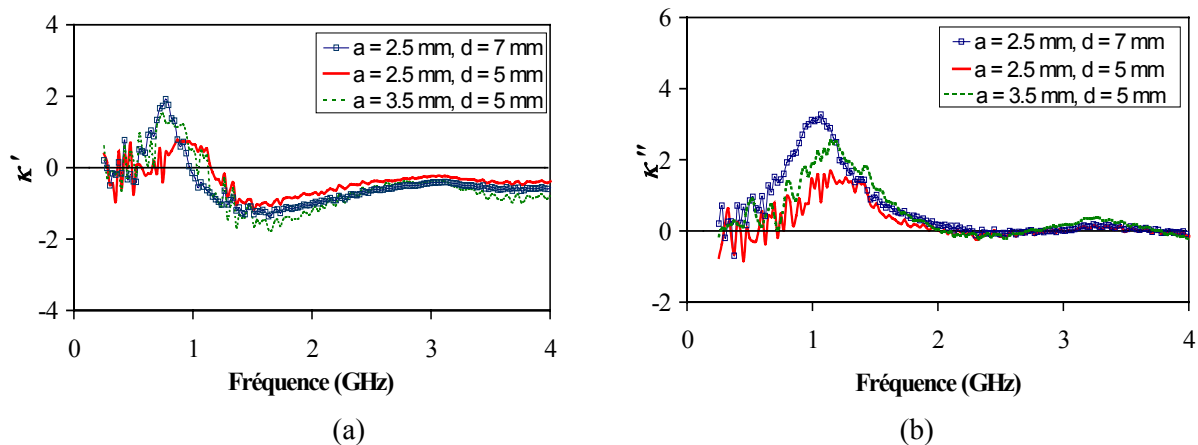 4
2
0
-2
-4
κ′
a = 2.5 mm, d = 7 mm
a = 2.5 mm, d = 5 mm
a = 3.5 mm, d = 5 mm
0 1 2 3 4
Fréquence (GHz)
(a)
6
4
2
0
-2
κ″
a = 2.5 mm, d = 7 mm
a = 2.5 mm, d = 5 mm
a = 3.5 mm, d = 5 mm
0 1 2 3 4
Fréquence (GHz)
(b)